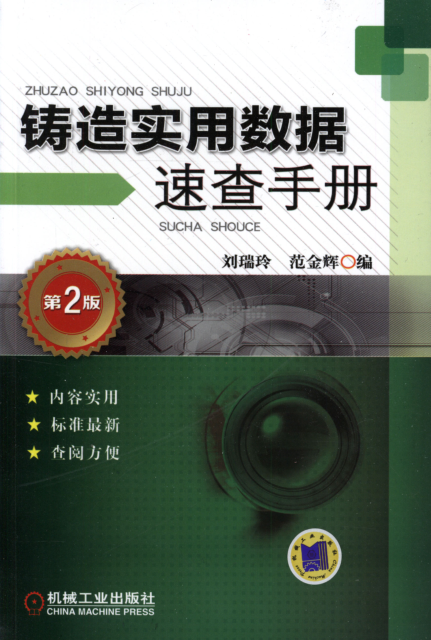 ZHUZAO SHIYONG SHUJU
铸造实用数据
速查手册
SUCHA SHOUCE
刘瑞玲 范金辉○编
第2版
★ 内容实用
★ 标准最新
★ 查阅方便
机械工业出版社
CHINA MACHINE PRESS